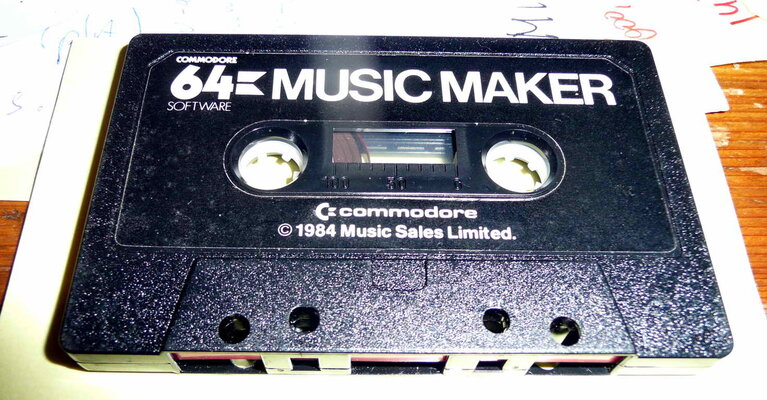 COMMODORE
64 MUSIC MAKER
SOFTWARE
100 50 0
commodore
© 1984 Music Sales Limited.